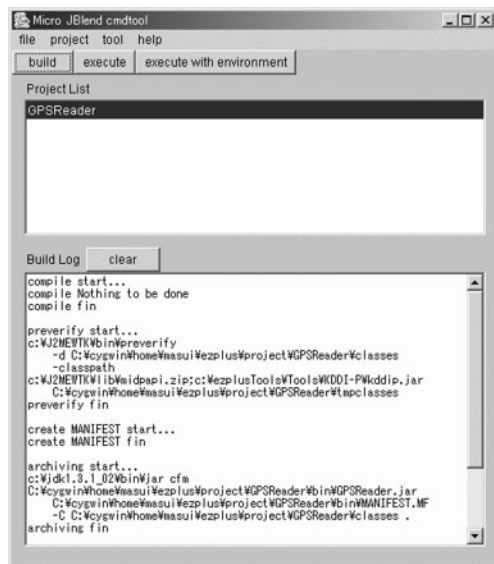 Micro JBlend cmdtool
file project tool help
build execute execute with environment
Project List
GPSReader
Build Log clear
compile start...
compile Nothing to be done
compile fin
preverify start...
c:¥J2MEWTK¥bin¥preverify
-d C:¥cygwin¥home¥masui¥ezplus¥project¥GPSReader¥classes
-classpath
c:¥J2MEWTK¥lib¥midpapi.zip;c:¥ezplusTools¥Tools¥KDDI-P¥kddip.jar
C:¥cygwin¥home¥masui¥ezplus¥project¥GPSReader¥tmpclasses
preverify fin
create MANIFEST start...
create MANIFEST fin
archiving start...
c:¥jdk1.3.1_02¥bin¥jar cfm
C:¥cygwin¥home¥masui¥ezplus¥project¥GPSReader¥bin¥GPSReader.jar
C:¥cygwin¥home¥masui¥ezplus¥project¥GPSReader¥bin¥MANIFEST.MF
-C C:¥cygwin¥home¥masui¥ezplus¥project¥GPSReader¥classes .
archiving fin